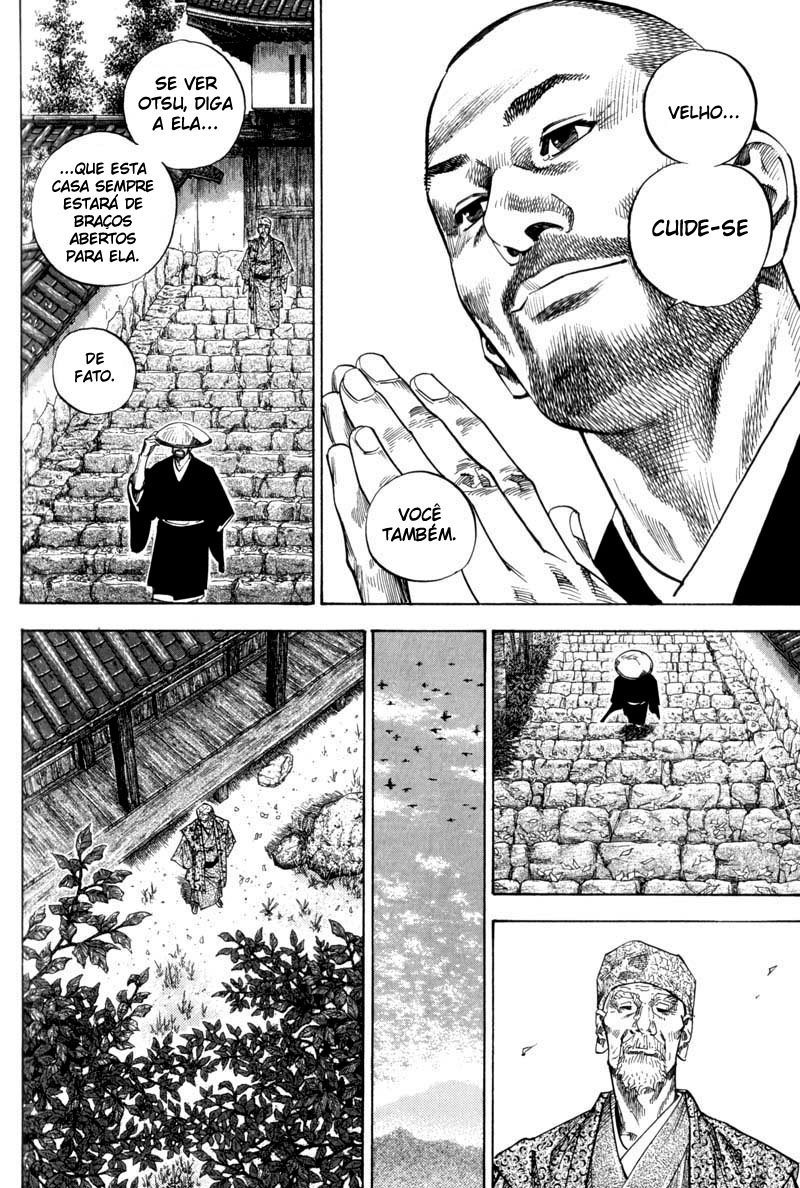 VELHO...
CUIDE-SE
VOCÊ
TAMBÉM.
SE VER
OTSU, DIGA
A ELA...
...QUE ESTA
CASA SEMPRE
ESTARÁ DE
BRAÇOS
ABERTOS
PARA ELA.
DE
FATO.